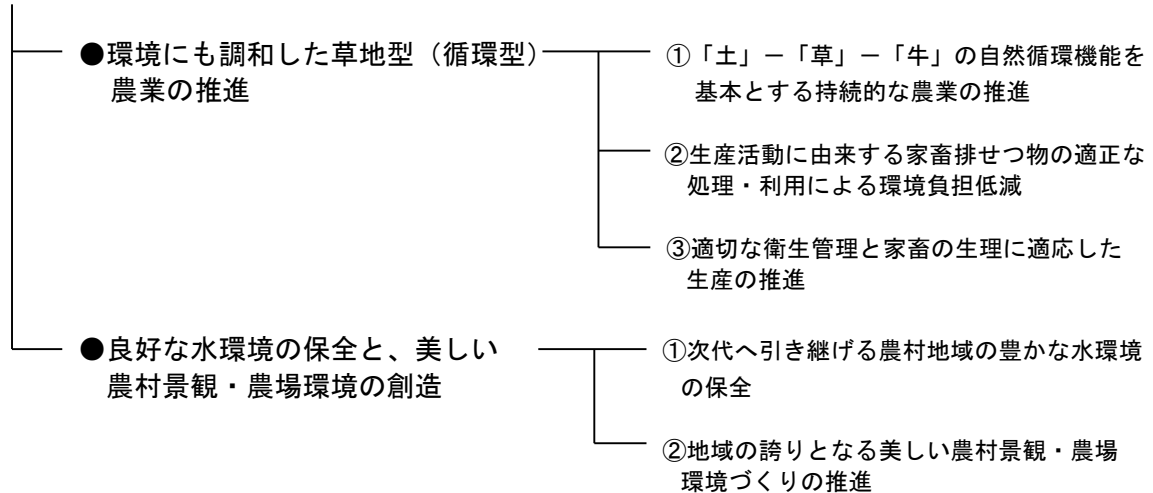 ●環境にも調和した草地型（循環型）
農業の推進
①「土」－「草」－「牛」の自然循環機能を
基本とする持続的な農業の推進
②生産活動に由来する家畜排せつ物の適正な
処理・利用による環境負担低減
③適切な衛生管理と家畜の生理に適応した
生産の推進
●良好な水環境の保全と、美しい
農村景観・農場環境の創造
①次代へ引き継げる農村地域の豊かな水環境
の保全
②地域の誇りとなる美しい農村景観・農場
環境づくりの推進